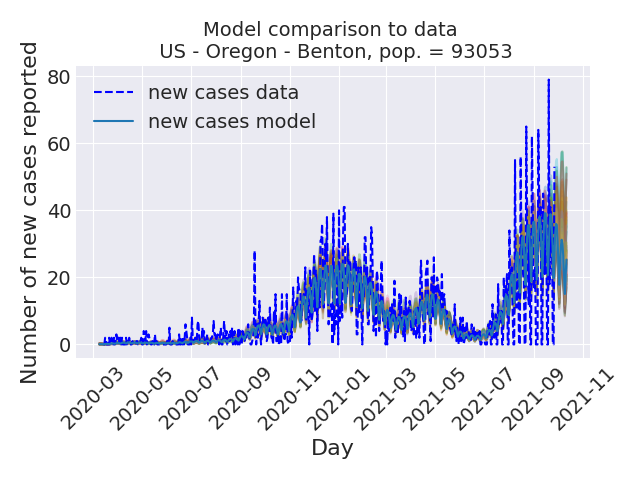 Model comparison to data
US - Oregon - Benton, pop. = 93053
Number of new cases reported
80
60
40
20
0
new cases data
new cases model
2020-03
2020-05
2020-07
2020-09
2020-11
2021-01
2021-03
2021-05
2021-07
2021-09
2021-11
Day